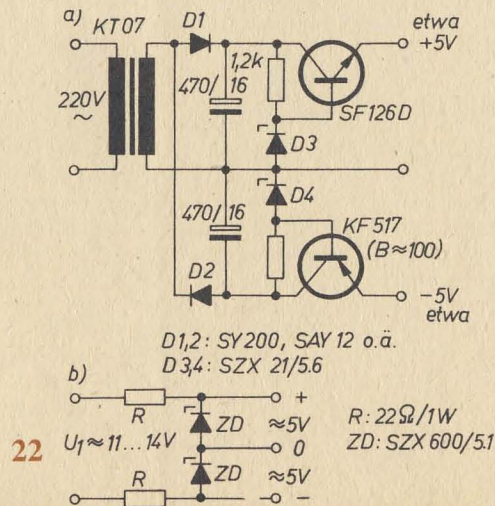 a)
KT07
D1
etwa
+5V
1,2k
470/16
220V
~
SF126D
D3
D4
470/16
KF517
(B≈100)
D2
-5V
etwa
D1,2: SY200, SAY12 o.ä.
D3,4: SZX 21/5.6
b)
R
ZD
+
≈5V
R: 22Ω/1W
22
U1≈11...14V
0
ZD: SZX 600/5.1
ZD
≈5V
R
-